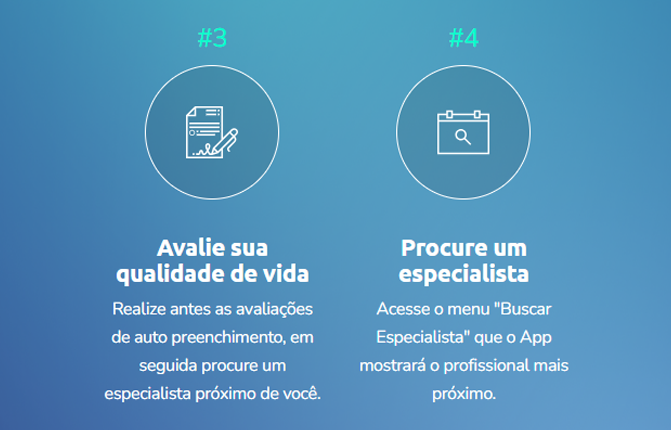 #3
Avalie sua
qualidade de vida
Realize antes as avaliações
de auto preenchimento, em
seguida procure um
especialista próximo de você.
#4
Procure um
especialista
Acesse o menu "Buscar
Especialista" que o App
mostrará o profissional mais
próximo.